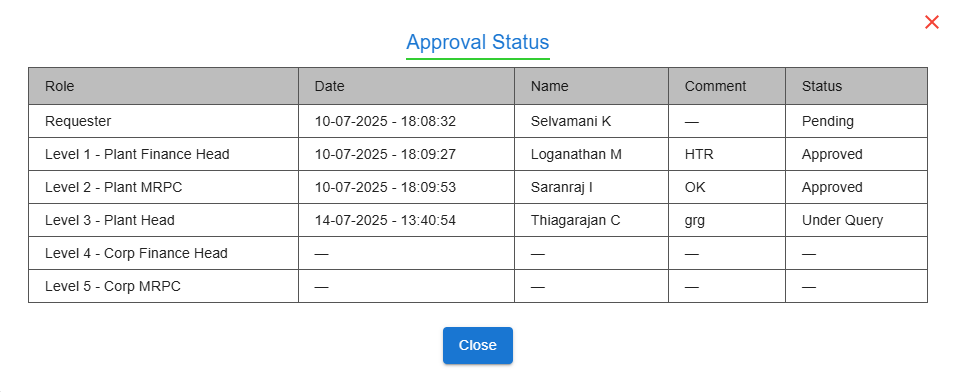 Approval Status
Role Date Name Comment Status
Requester 10-07-2025 - 18:08:32 Selvamani K — Pending
Level 1 - Plant Finance Head 10-07-2025 - 18:09:27 Loganathan M HTR Approved
Level 2 - Plant MRPC 10-07-2025 - 18:09:53 Saranraj I OK Approved
Level 3 - Plant Head 14-07-2025 - 13:40:54 Thiagarajan C grg Under Query
Level 4 - Corp Finance Head — — — —
Level 5 - Corp MRPC — — — —
Close